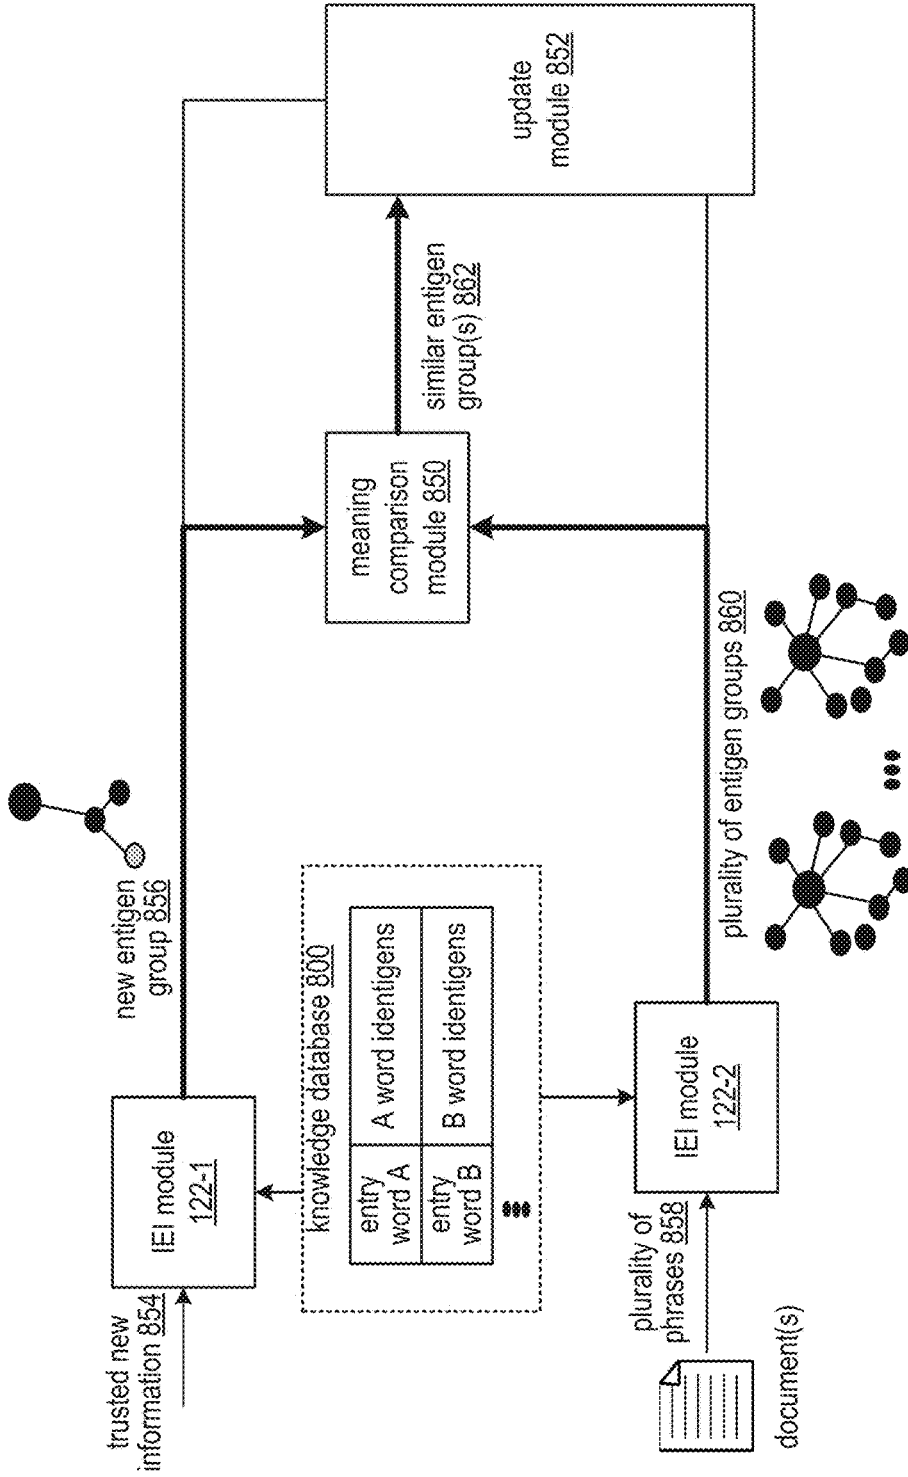 trusted new
information 854
IEI module
122-1
new entigen
group 856
knowledge database 800
entry
word A
A word identigens
entry
word B
B word identigens
meaning
comparison
module 850
similar entigen
group(s) 862
update
module 852
document(s)
plurality of
phrases 858
IEI module
122-2
plurality of entigen groups 860